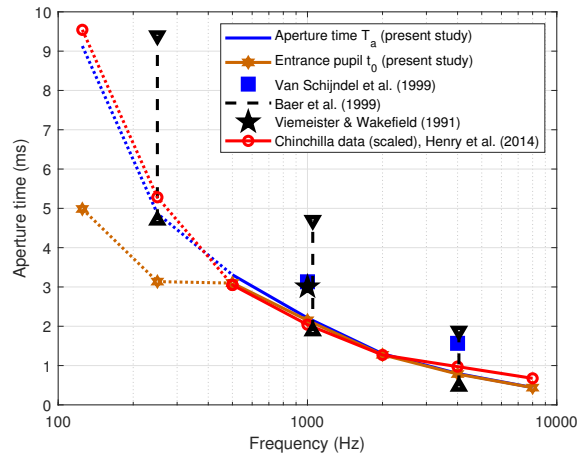 Aperture time (ms)
10
9
8
7
6
5
4
3
2
1
0
Aperture time Ta (present study)
Entrance pupil t0 (present study)
Van Schijndel et al. (1999)
Baer et al. (1999)
Viemeister & Wakefield (1991)
Chinchilla data (scaled), Henry et al. (2014)
100 1000 10000
Frequency (Hz)